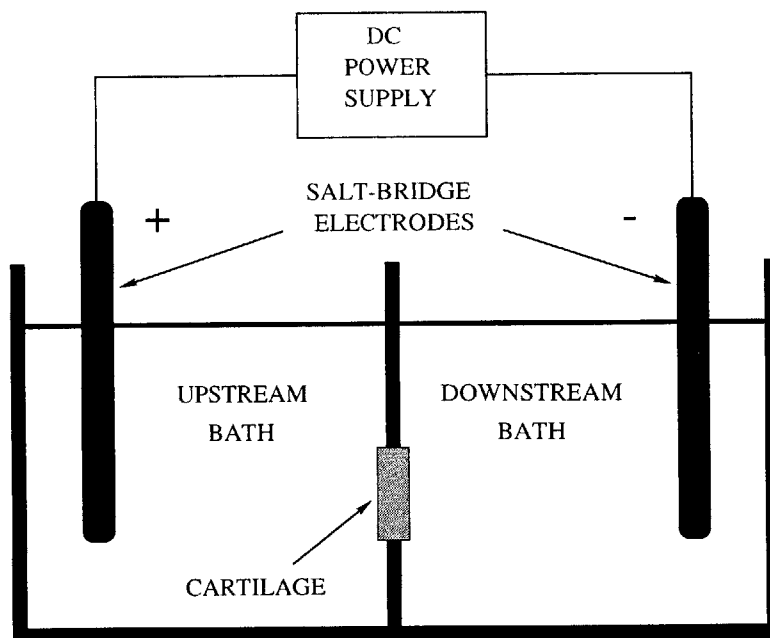 DC
POWER
SUPPLY
SALT-BRIDGE
ELECTRODES
+
-
UPSTREAM
BATH
DOWNSTREAM
BATH
CARTILAGE